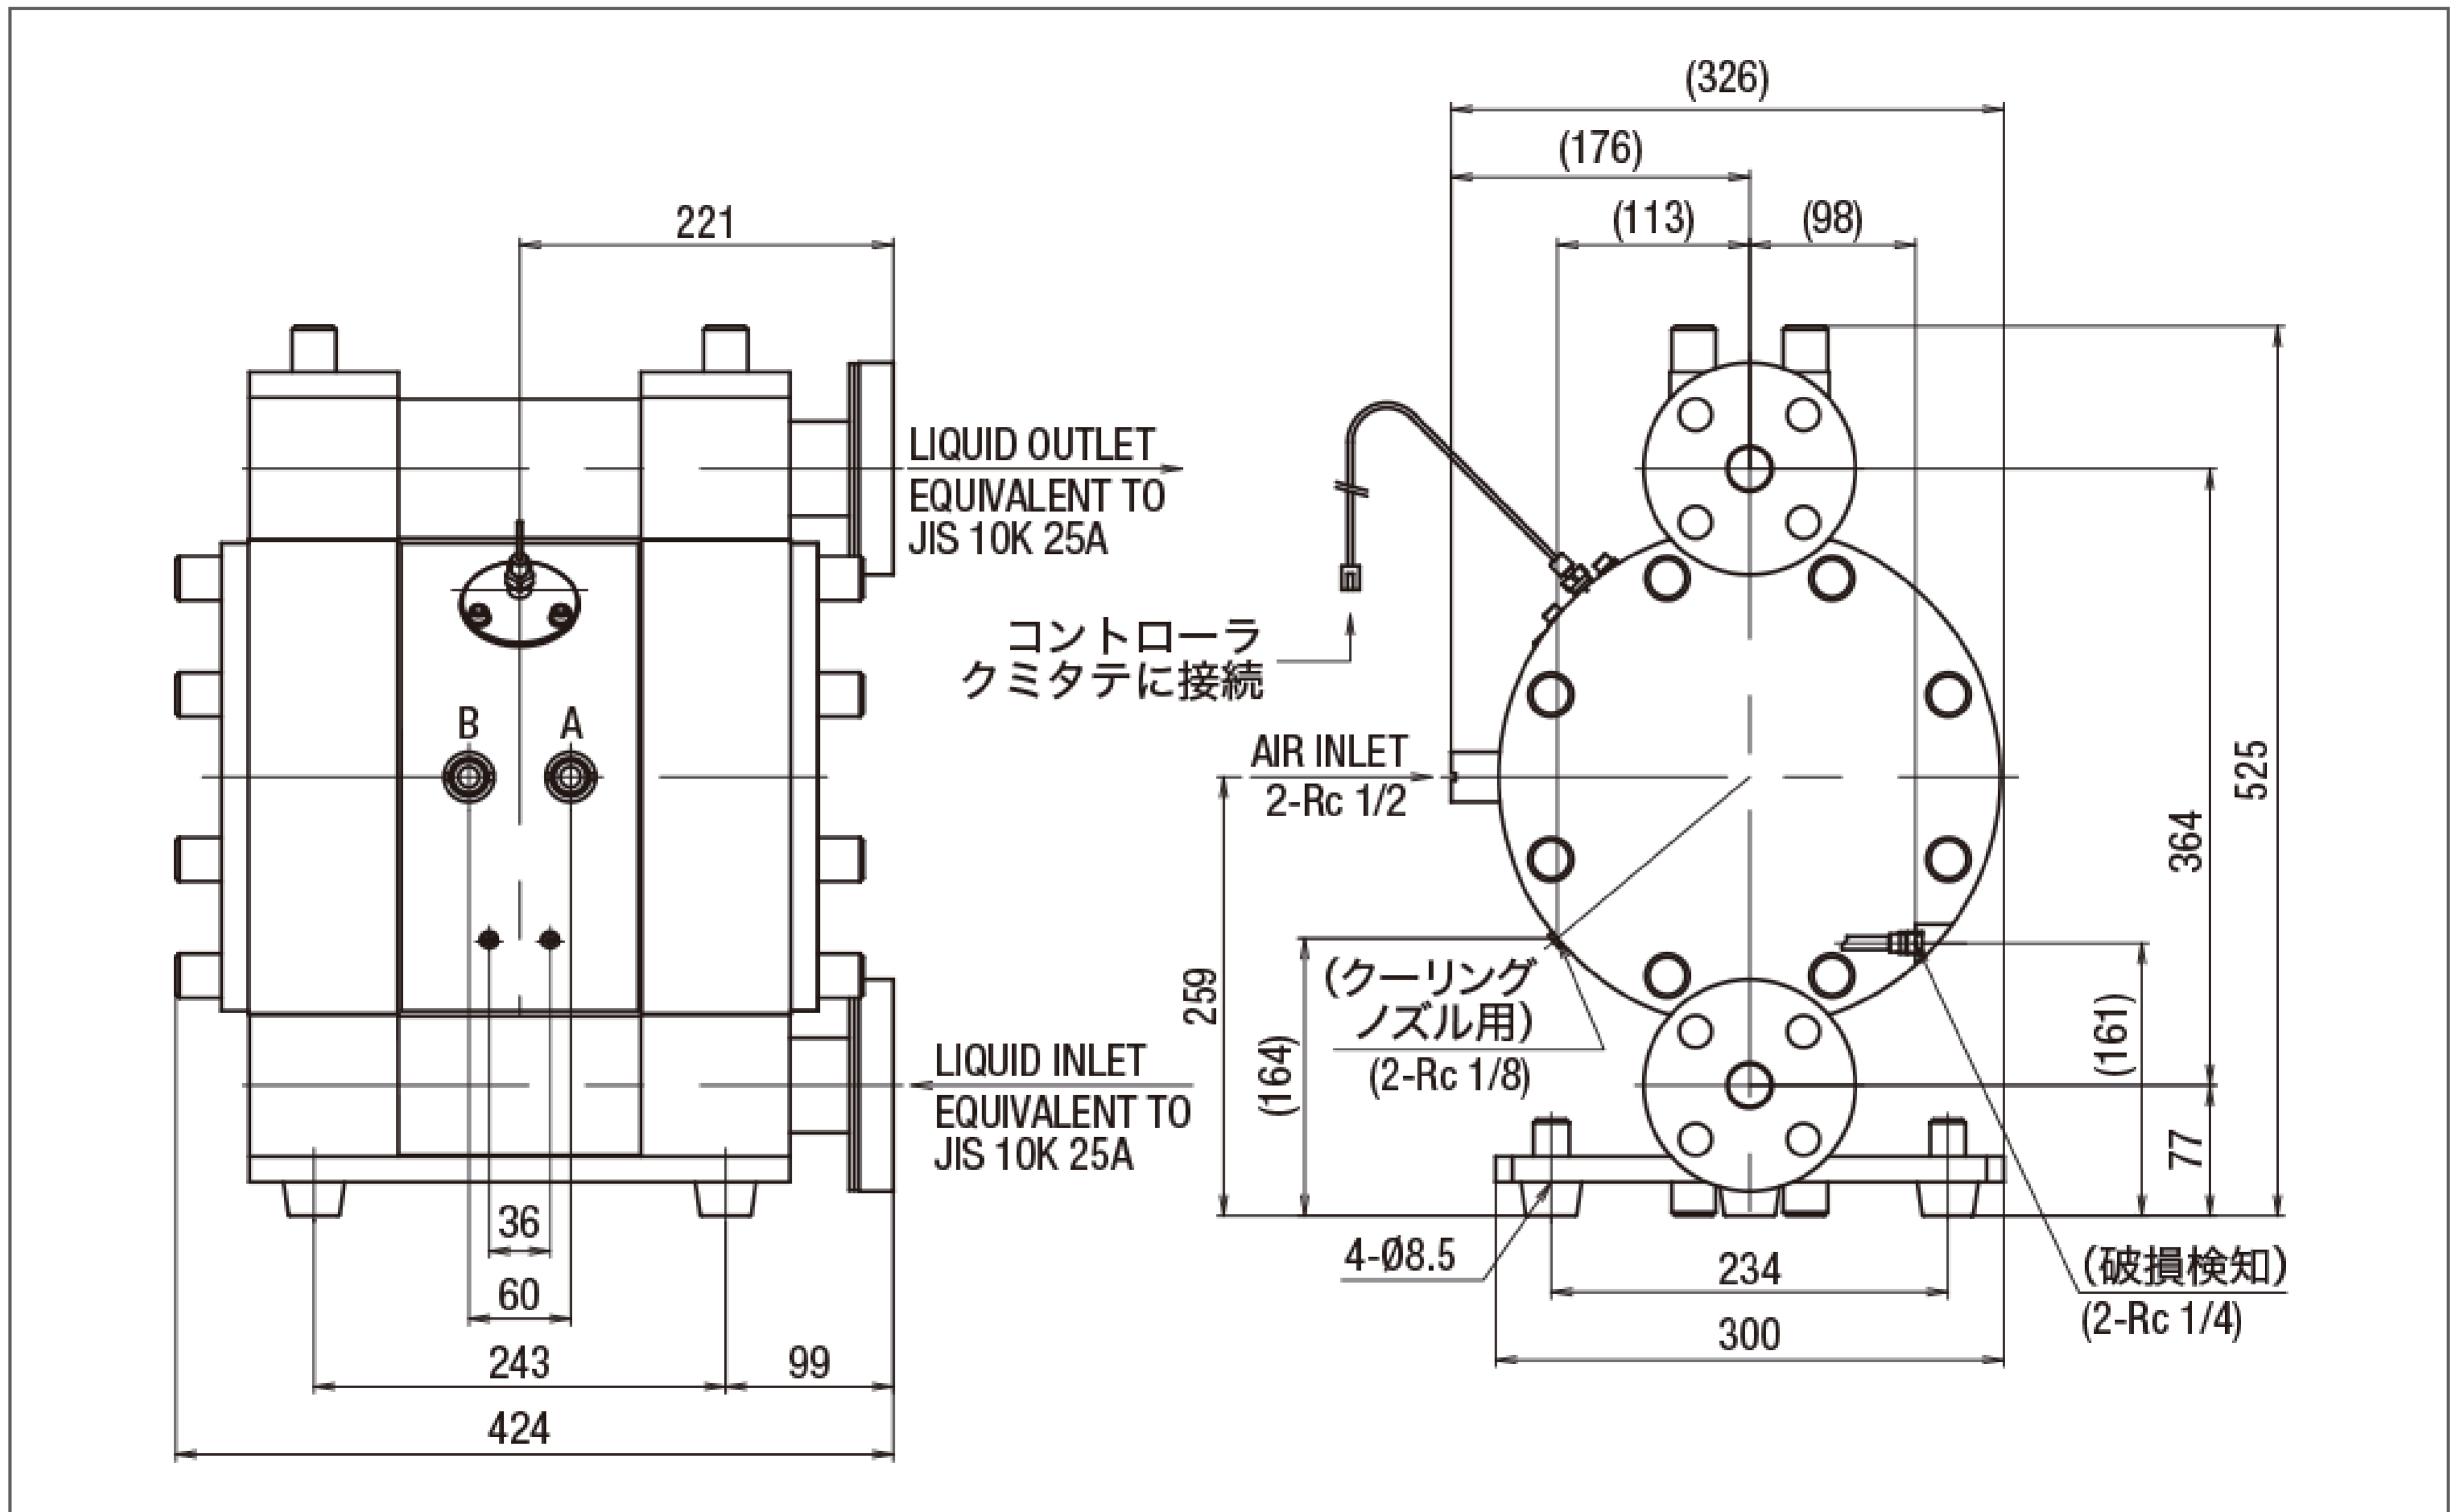 (326)
(176)
(113)
(98)
221
LIQUID OUTLET
EQUIVALENT TO
JIS 10K 25A
コントローラ
クミタテに接続
B
A
AIR INLET
2-Rc 1/2
525
364
259
(164)
(クーリング
ノズル用)
(2-Rc 1/8)
(161)
77
LIQUID INLET
EQUIVALENT TO
JIS 10K 25A
36
60
243
99
424
4-Ø8.5
234
300
(破損検知)
(2-Rc 1/4)